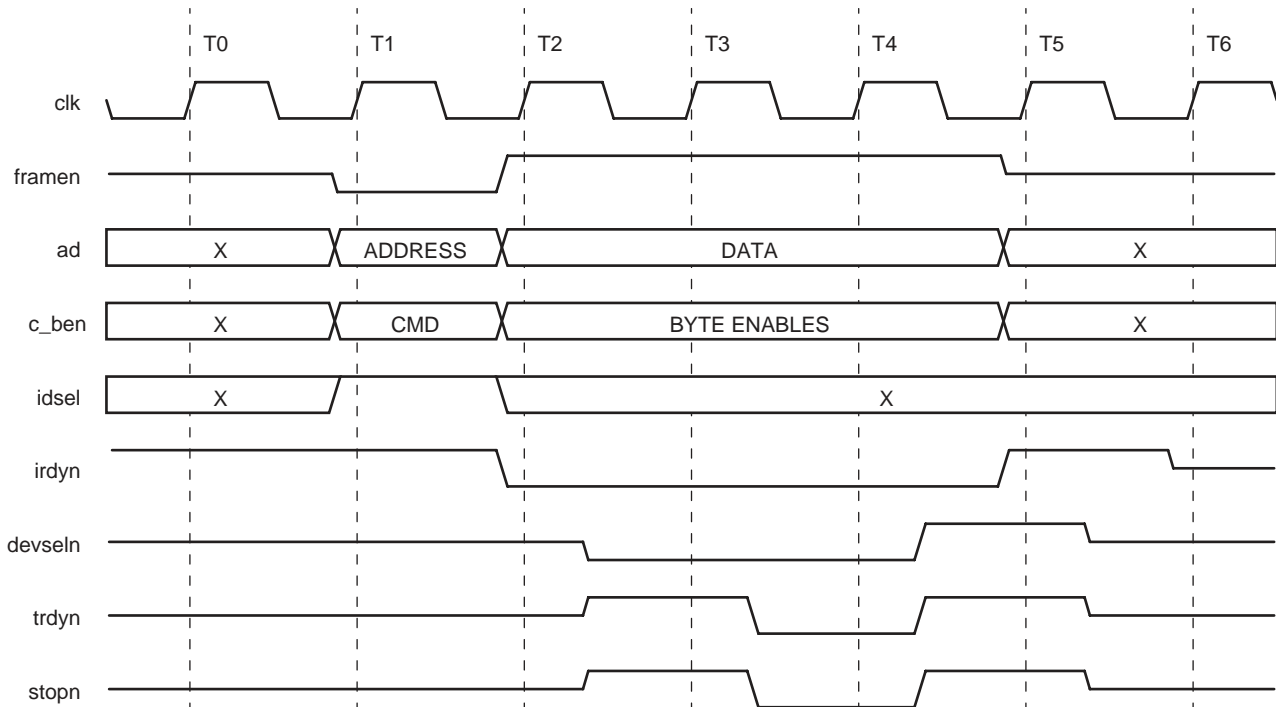 T0 T1 T2 T3 T4 T5 T6
clk
framen
ad X ADDRESS DATA X
c_ben X CMD BYTE ENABLES X
idsel X X
irdyn
devseln
trdyn
stopn